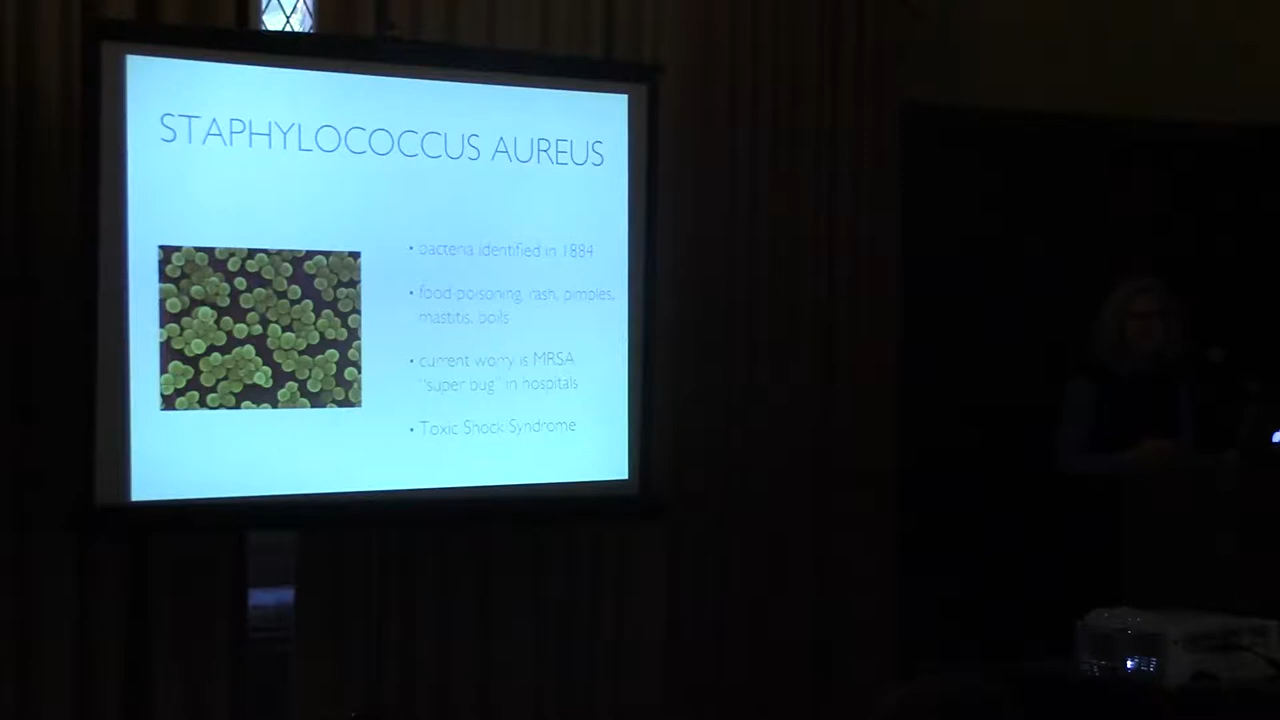 STAPHYLOCOCCUS AUREUS
• bacteria identified in 1884
• food poisoning, rash, pimples,
mastitis, boils
• current worry is MRSA
"super bug" in hospitals
• Toxic Shock Syndrome